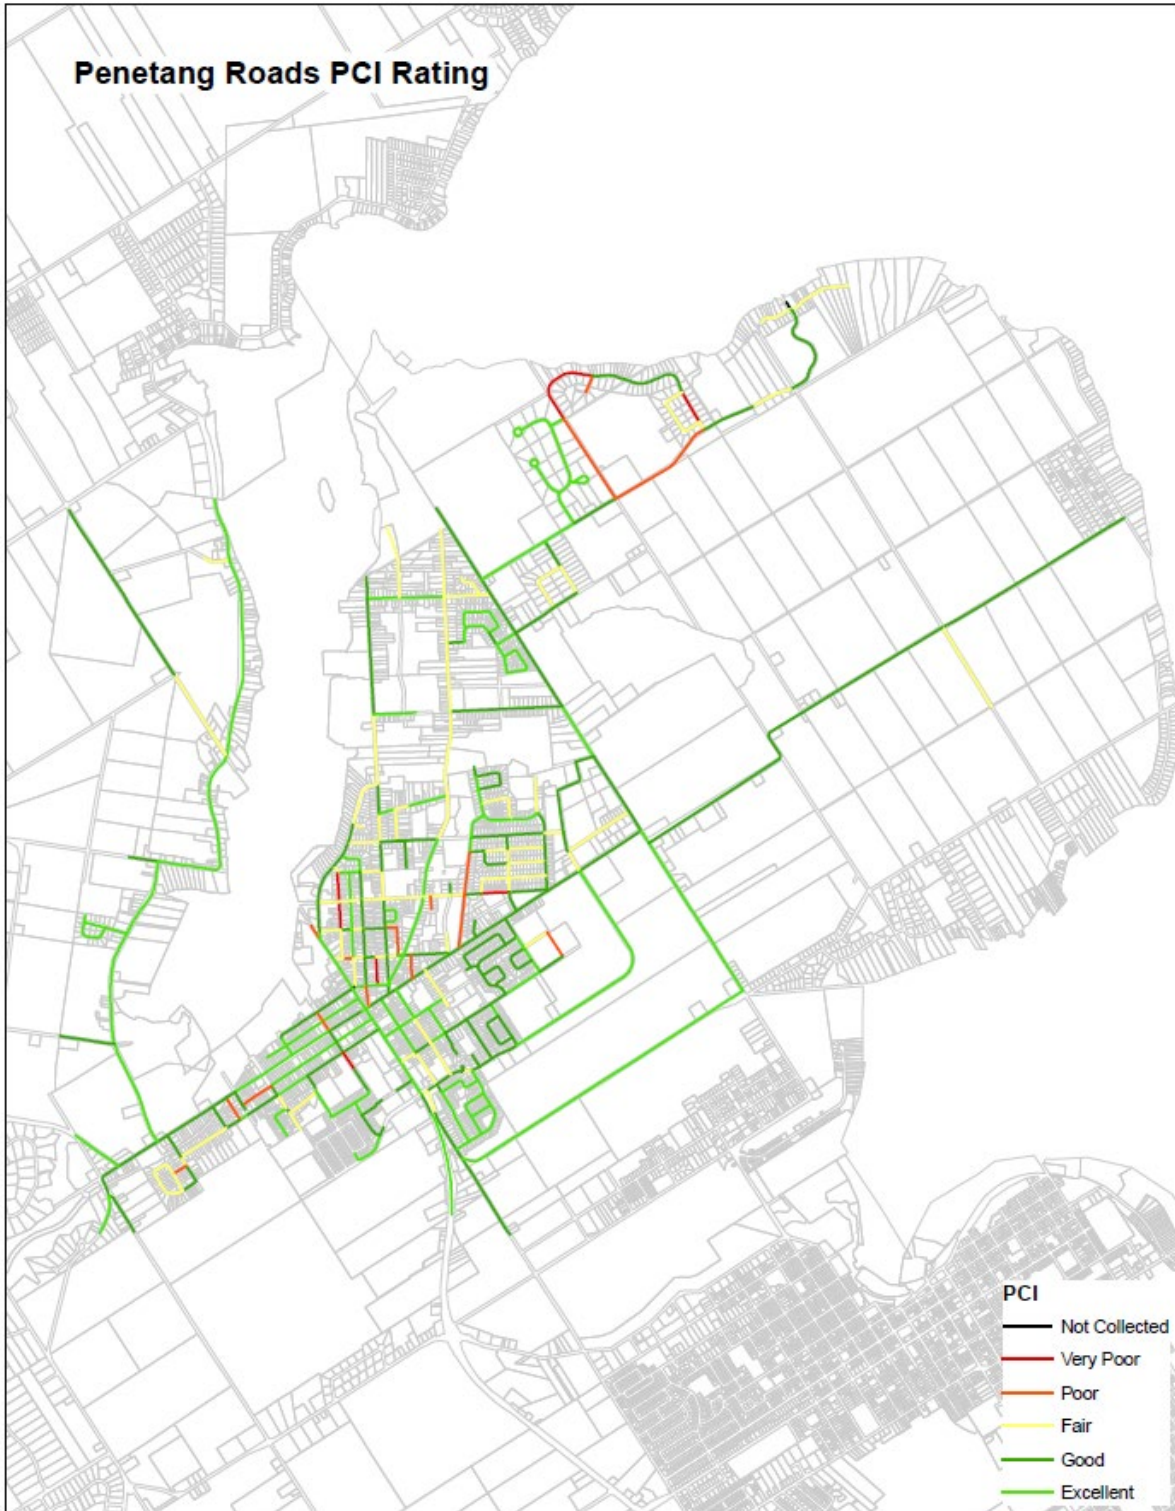 Penetang Roads PCI Rating
PCI
Not Collected
Very Poor
Poor
Fair
Good
Excellent